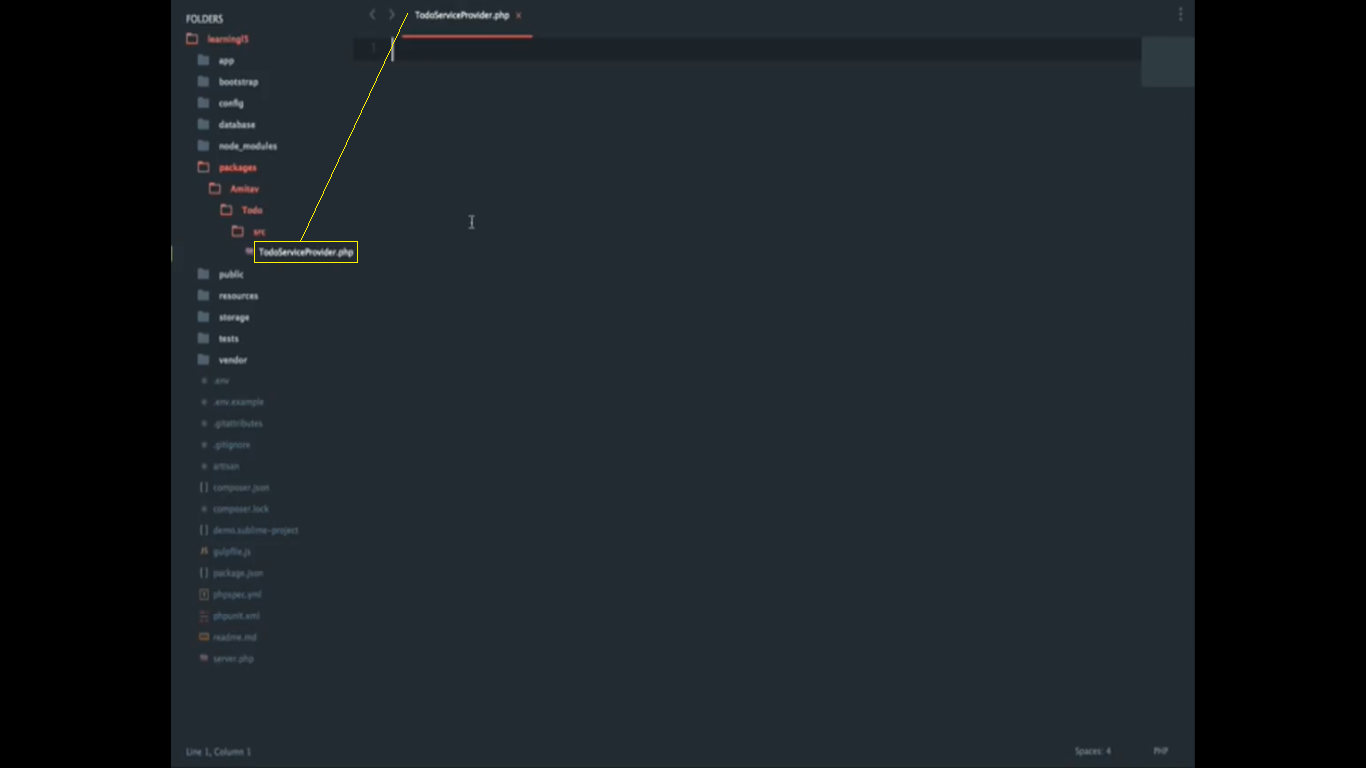 FOLDERS
learningl5
app
bootstrap
config
database
node_modules
packages
Amitav
Todo
src
TodoServiceProvider.php
public
resources
storage
tests
vendor
.env
.env.example
.gitattributes
.gitignore
artisan
composer.json
composer.lock
demo.sublime-project
gulpfile.js
package.json
phpspec.yml
phpunit.xml
readme.md
server.php
TodoServiceProvider.php ×
1
Line 1, Column 1
Spaces: 4
PHP